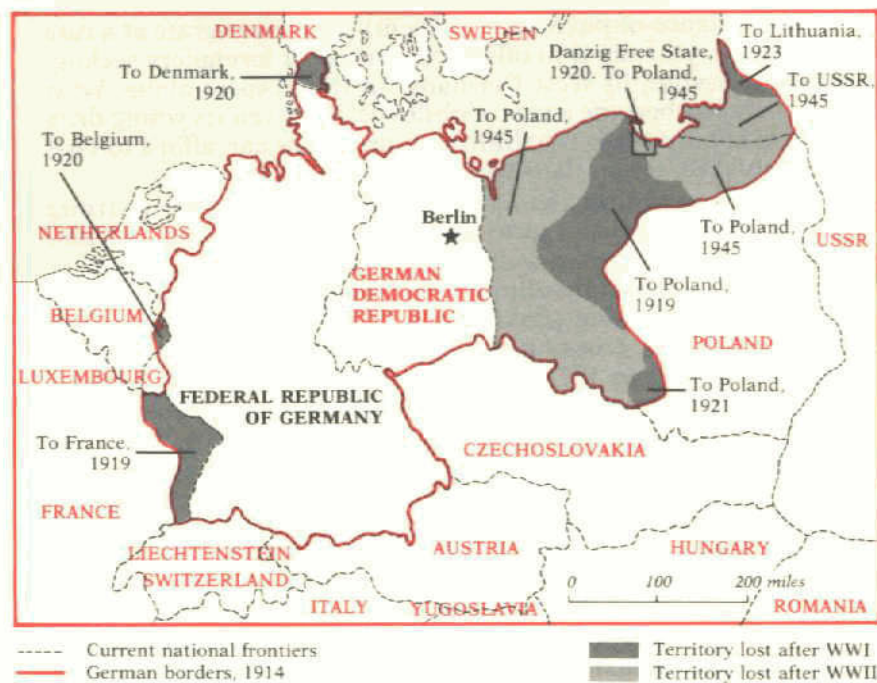 DENMARK
SWEDEN
To Lithuania,
1923
To Denmark,
1920
Danzig Free State,
1920. To Poland,
1945
To USSR,
1945
To Poland,
1945
To Belgium,
1920
Berlin
NETHERLANDS
To Poland,
1945
USSR
GERMAN
DEMOCRATIC
REPUBLIC
To Poland,
1919
BELGIUM
POLAND
LUXEMBOURG
FEDERAL REPUBLIC
OF GERMANY
To Poland,
1921
To France,
1919
CZECHOSLOVAKIA
FRANCE
LIECHTENSTEIN
SWITZERLAND
AUSTRIA
HUNGARY
0 100 200 miles
ITALY
YUGOSLAVIA
ROMANIA
Current national frontiers
German borders, 1914
Territory lost after WWI
Territory lost after WWII